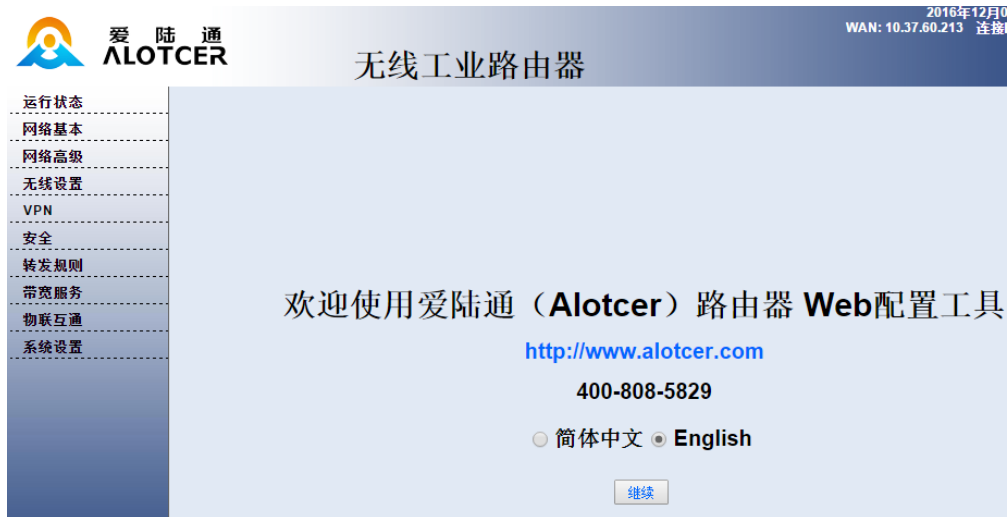 2016年12月0
WAN: 10.37.60.213 连接
爱 陆 通
ALOTCER
无线工业路由器
运行状态
网络基本
网络高级
无线设置
VPN
安全
转发规则
带宽服务
物联互通
系统设置
欢迎使用爱陆通（Alotcer）路由器 Web配置工具
http://www.alotcer.com
400-808-5829
简体中文 English
继续